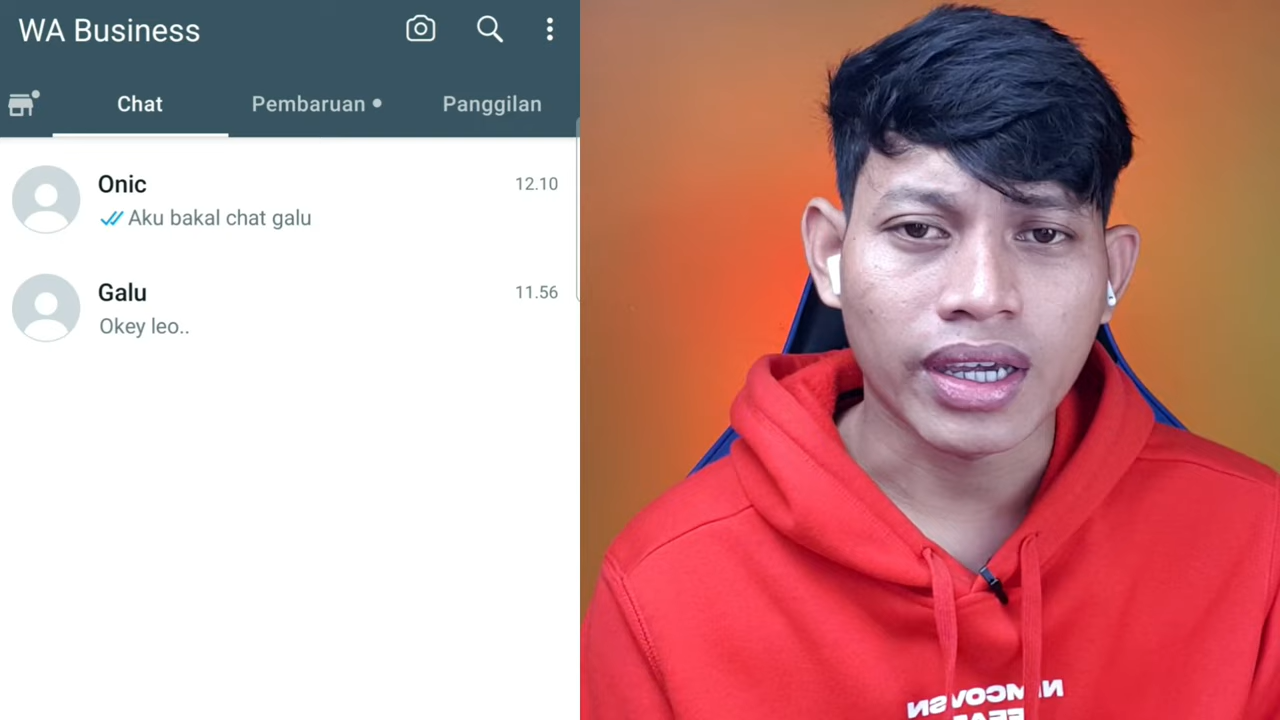 WA Business
Chat
Pembaruan
Panggilan
Onic
12.10
Aku bakal chat galu
Galu
11.56
Okey leo..